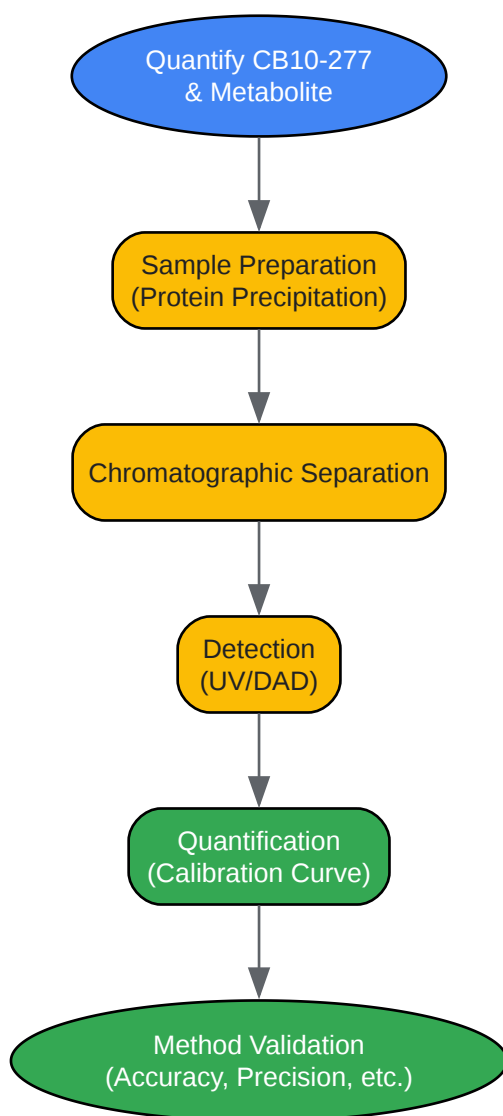 Quantify CB10-277
& Metabolite
Sample Preparation
(Protein Precipitation)
Chromatographic Separation
Detection
(UV/DAD)
Quantification
(Calibration Curve)
Method Validation
(Accuracy, Precision, etc.)